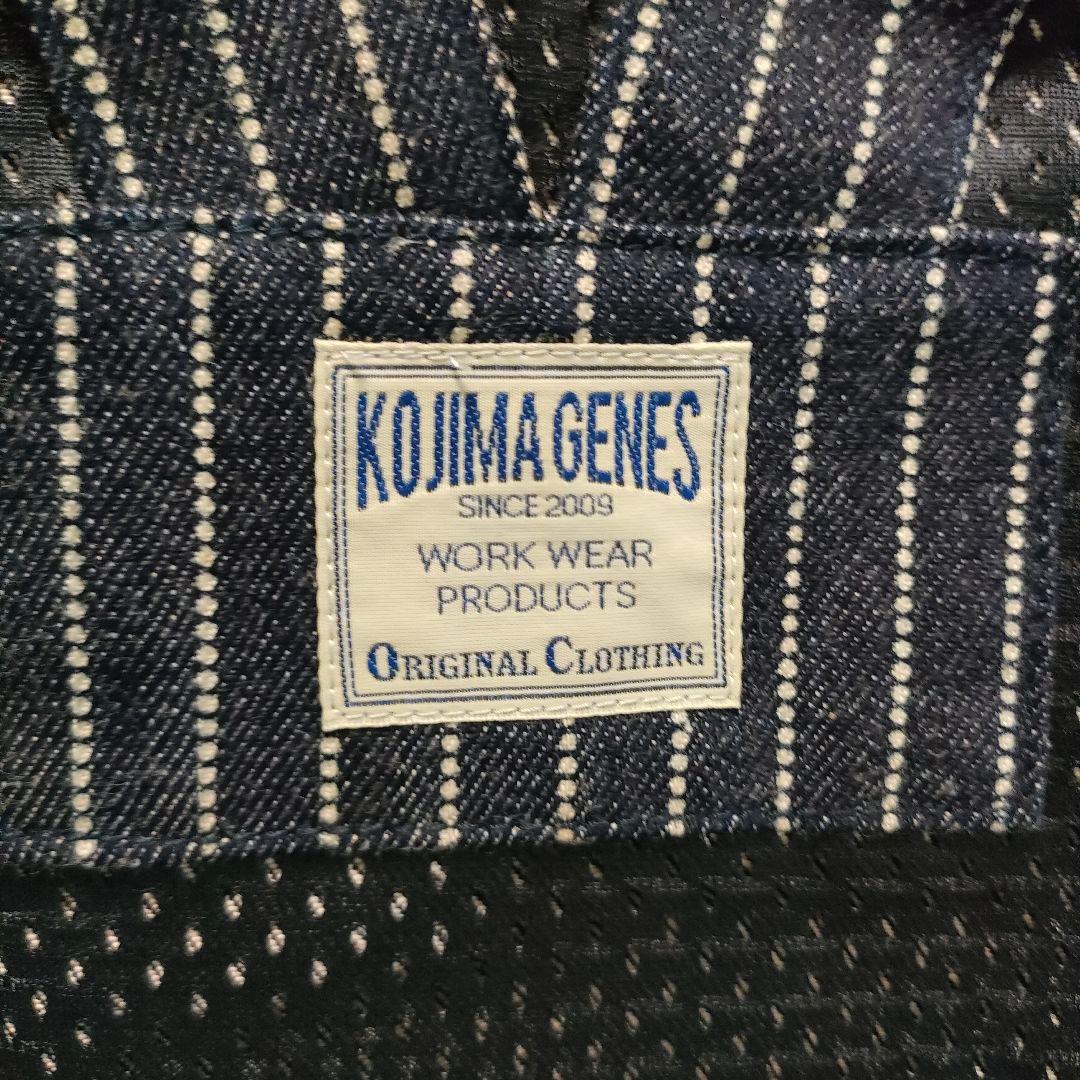 KOJIMA GENES
SINCE 2009
WORK WEAR
PRODUCTS
ORIGINAL CLOTHING